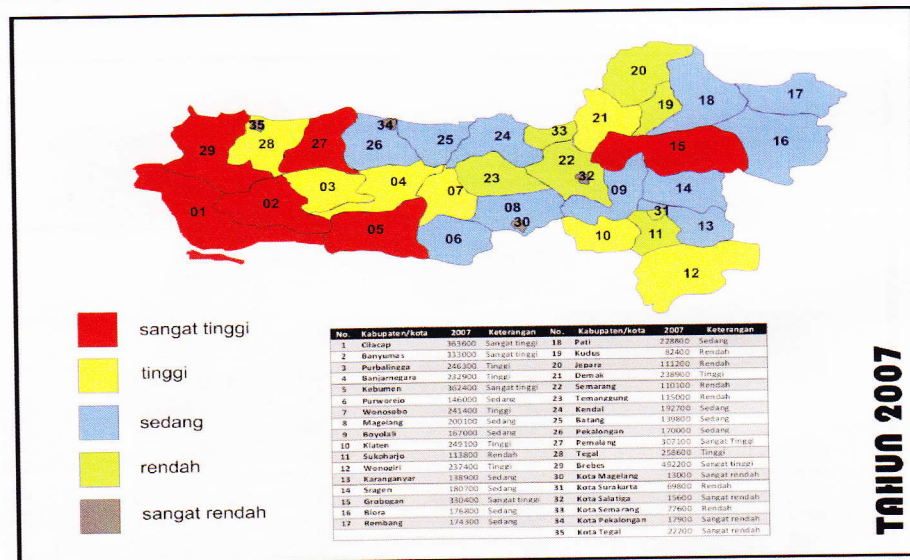 35
34
20
17
18
19
21
27
33
25
24
29
28
26
15
16
22
32
03
04
23
09
14
02
07
01
08
31
30
05
06
10
11
13
12
sangat tinggi
tinggi
sedang
rendah
sangat rendah
No. Kabupaten/kota 2007 Keterangan No. Kabupaten/kota 2007 Keterangan
1 Cilacap 363600 Sangat tinggi 18 Pati 228800 Sedang
2 Banyumas 333000 Sangat tinggi 19 Kudus 82400 Rendah
3 Purbalingga 246300 Tinggi 20 Jepara 111200 Rendah
4 Banjarnegara 232900 Tinggi 21 Demak 238900 Tinggi
5 Kebumen 362400 Sangat tinggi 22 Semarang 110100 Rendah
6 Purworejo 146000 Sedang 23 Temanggung 115000 Rendah
7 Wonosobo 241400 Tinggi 24 Kendal 192700 Sedang
8 Magelang 200100 Sedang 25 Batang 139800 Sedang
9 Boyolali 167000 Sedang 26 Pekalongan 170000 Sedang
10 Klaten 249100 Tinggi 27 Pemalang 307100 Sangat Tinggi
11 Sukoharjo 113800 Rendah 28 Tegal 258600 Tinggi
12 Wonogiri 237400 Tinggi 29 Brebes 492200 Sangat tinggi
13 Karanganyar 138900 Sedang 30 Kota Magelang 13000 Sangat rendah
14 Sragen 180700 Sedang 31 Kota Surakarta 69800 Rendah
15 Grobogan 330400 Sangat tinggi 32 Kota Salatiga 15600 Sangat rendah
16 Blora 176800 Sedang 33 Kota Semarang 77600 Rendah
17 Rembang 174300 Sedang 34 Kota Pekalongan 17900 Sangat rendah
35 Kota Tegal 22200 Sangat rendah
TAHUN 2007